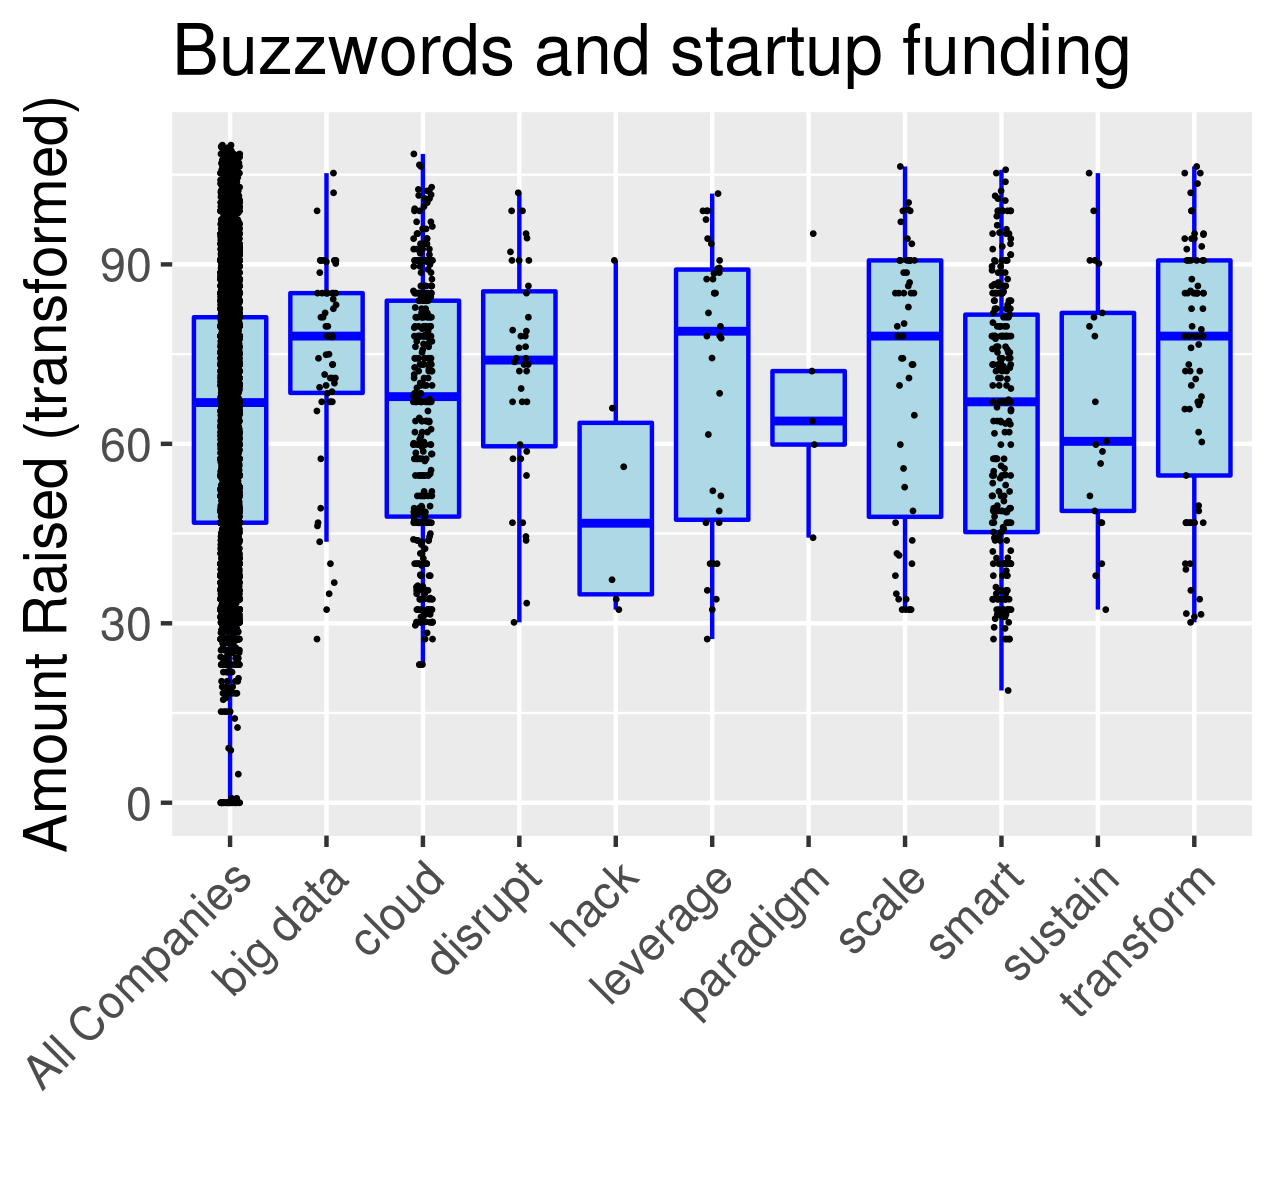 Buzzwords and startup funding
Amount Raised (transformed)
90
60
30
0
All Companies
big data
cloud
disrupt
hack
leverage
paradigm
scale
smart
sustain
transform